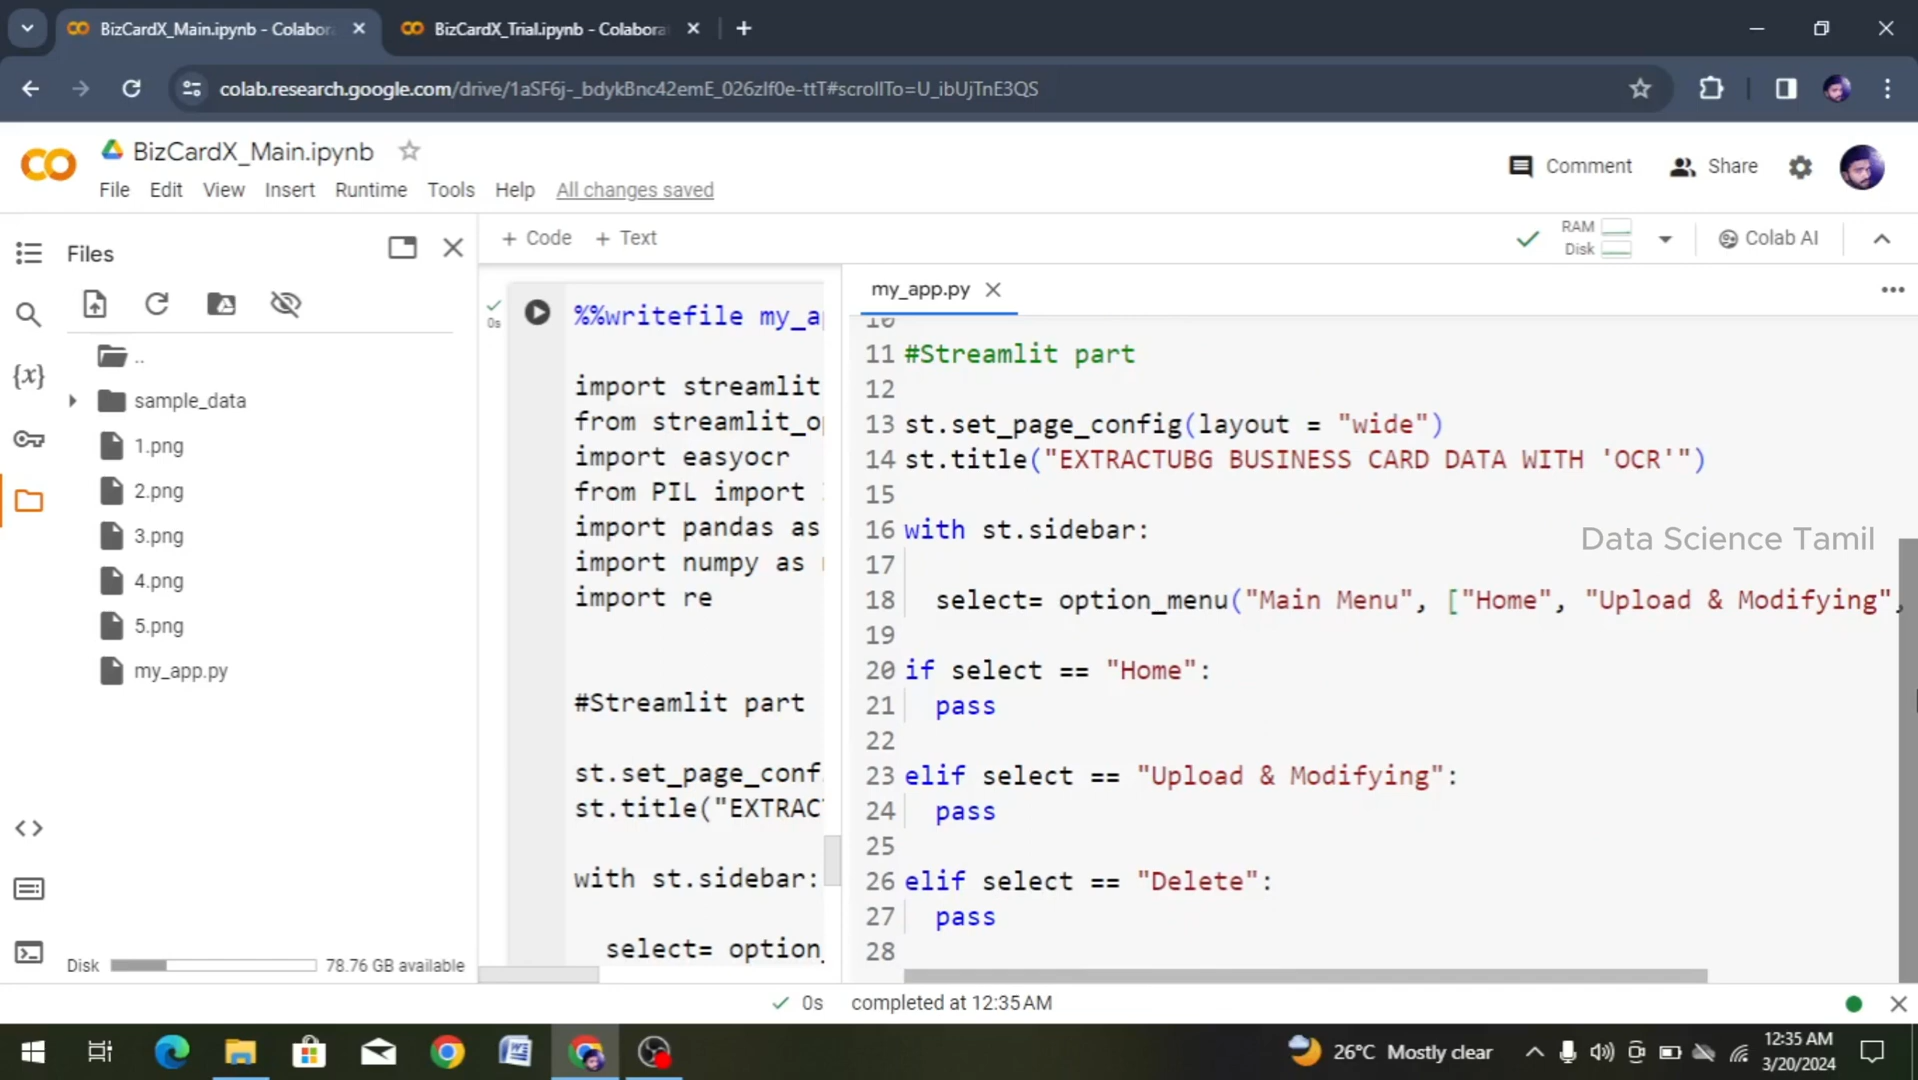 BizCardX_Main.ipynb - Colabor
BizCardX_Trial.ipynb - Colabora
colab.research.google.com/drive/1aSF6j-_bdykBnc42emE_026zIf0e-ttT#scrollTo=U_ibUjTnE3QS
BizCardX_Main.ipynb
Comment
Share
File Edit View Insert Runtime Tools Help All changes saved
Files
+ Code + Text
RAM
Disk
Colab AI
..
sample_data
1.png
2.png
3.png
4.png
5.png
my_app.py
Disk
78.76 GB available
0s
%%writefile my_a
import streamlit
from streamlit_o
import easyocr
from PIL import
import pandas as
import numpy as
import re
#Streamlit part
st.set_page_conf
st.title("EXTRAC
with st.sidebar:
select= option_
my_app.py
10
11 #Streamlit part
12
13 st.set_page_config(layout = "wide")
14 st.title("EXTRACTUBG BUSINESS CARD DATA WITH 'OCR'")
15
16 with st.sidebar:
17
18 select= option_menu("Main Menu", ["Home", "Upload & Modifying",
19
20 if select == "Home":
21 pass
22
23 elif select == "Upload & Modifying":
24 pass
25
26 elif select == "Delete":
27 pass
28
Data Science Tamil
0s completed at 12:35 AM
26°C Mostly clear
12:35 AM
3/20/2024